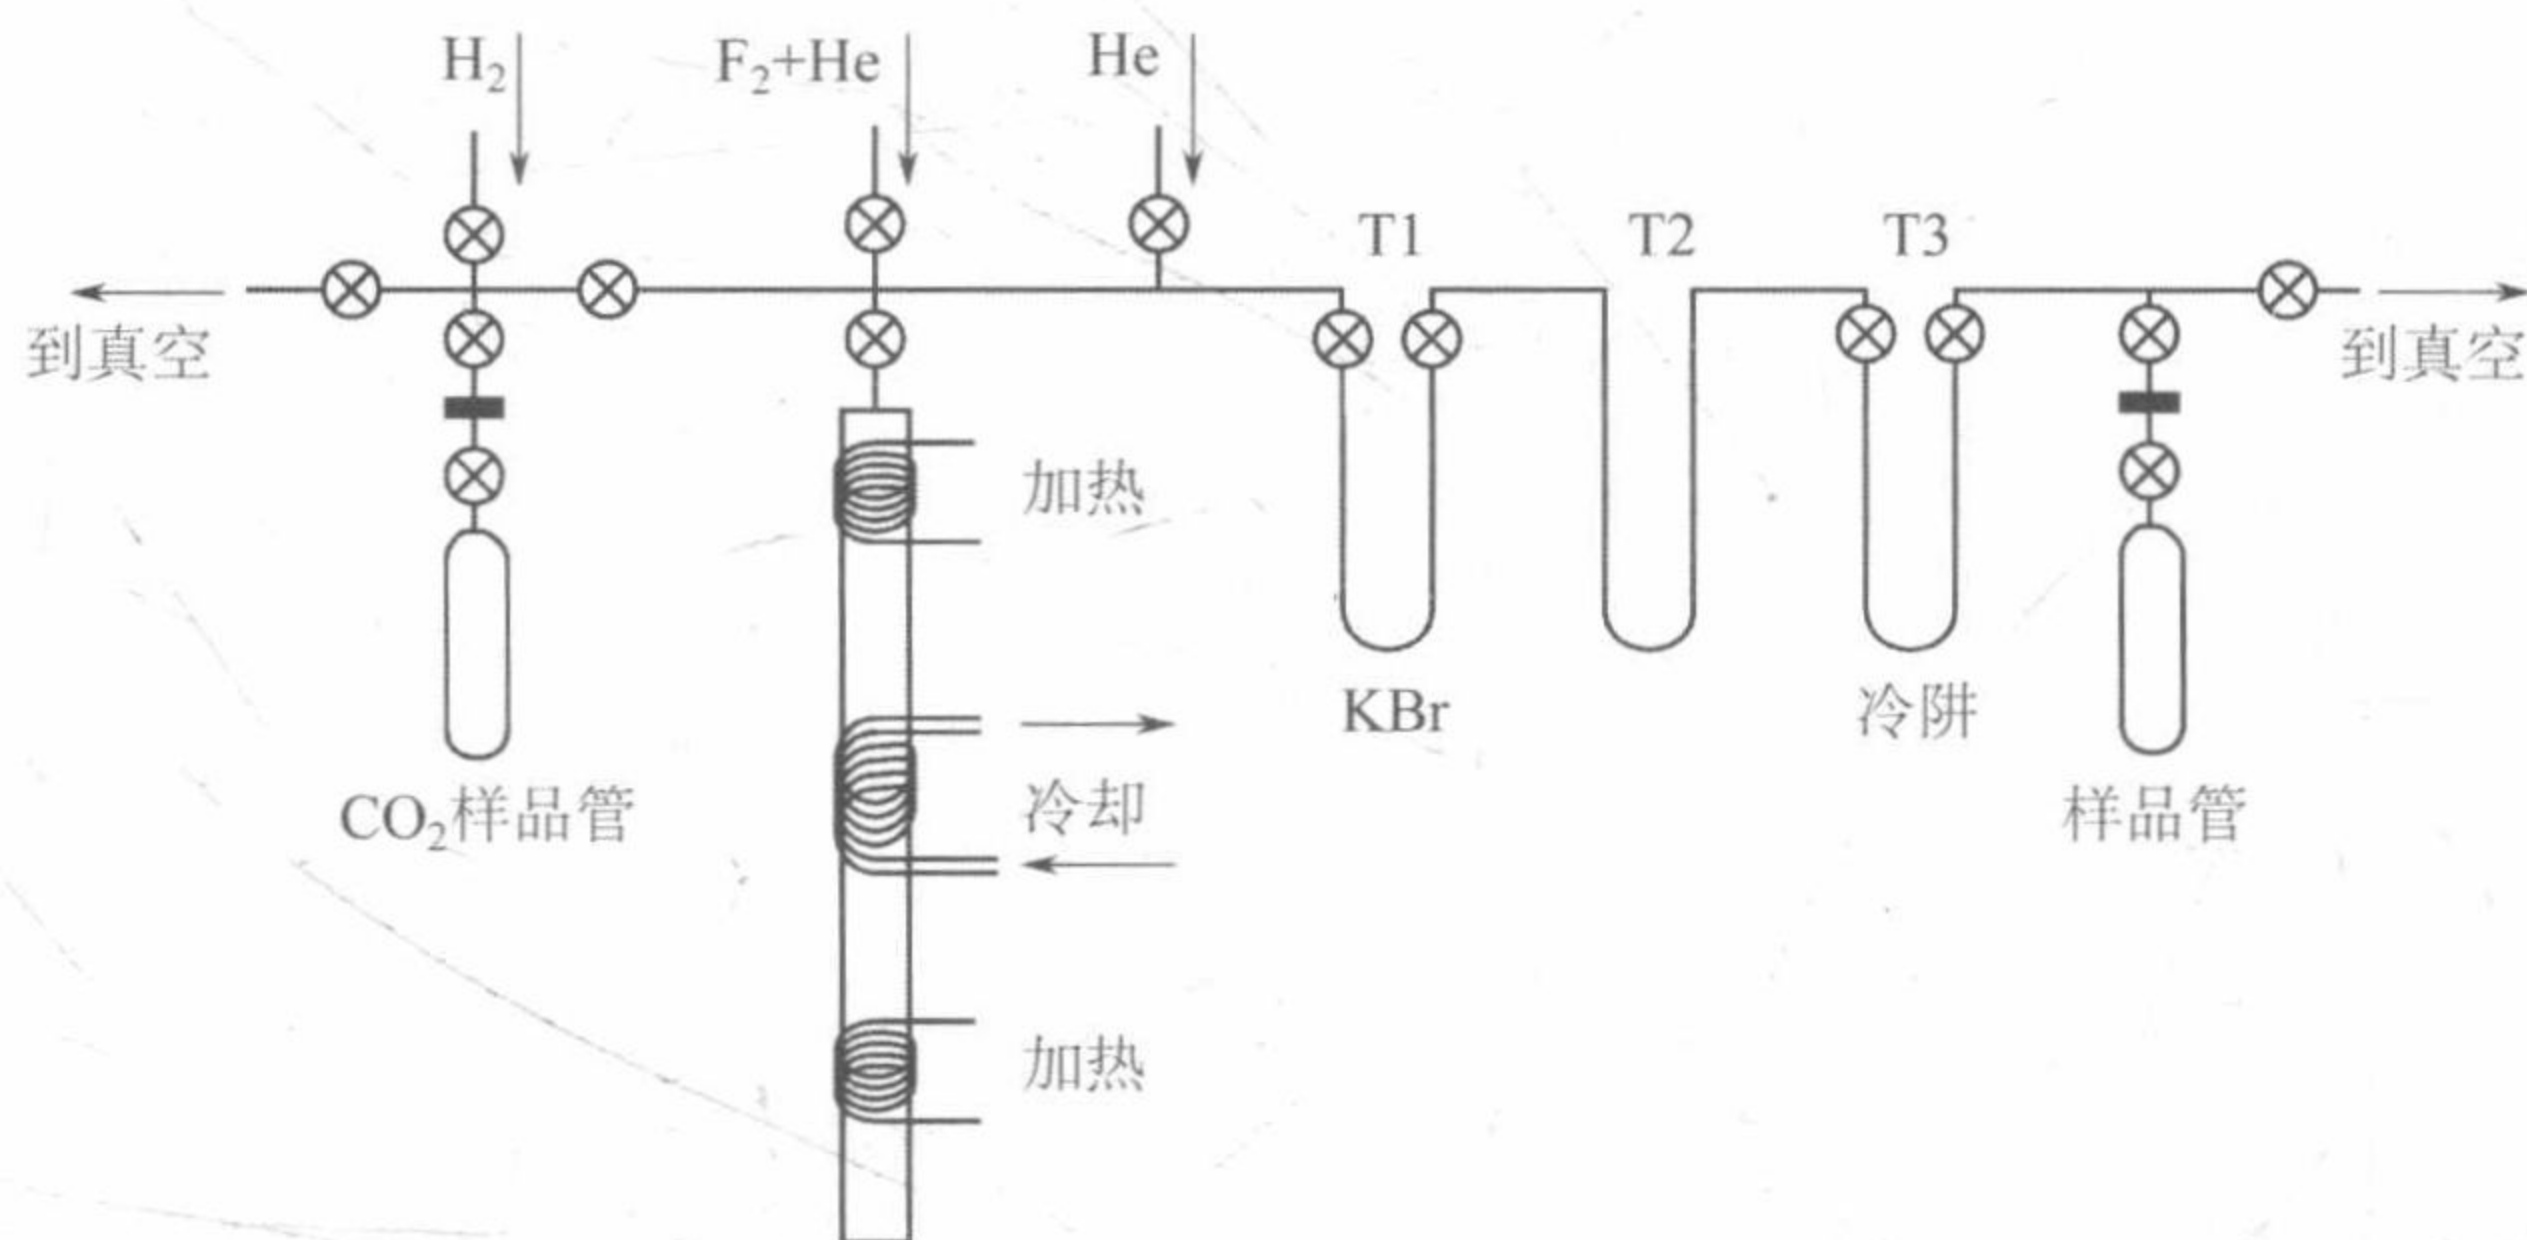 H₂
F₂+He
He
T1
T2
T3
到真空
到真空
加热
KBr
冷阱
冷却
CO₂样品管
样品管
加热